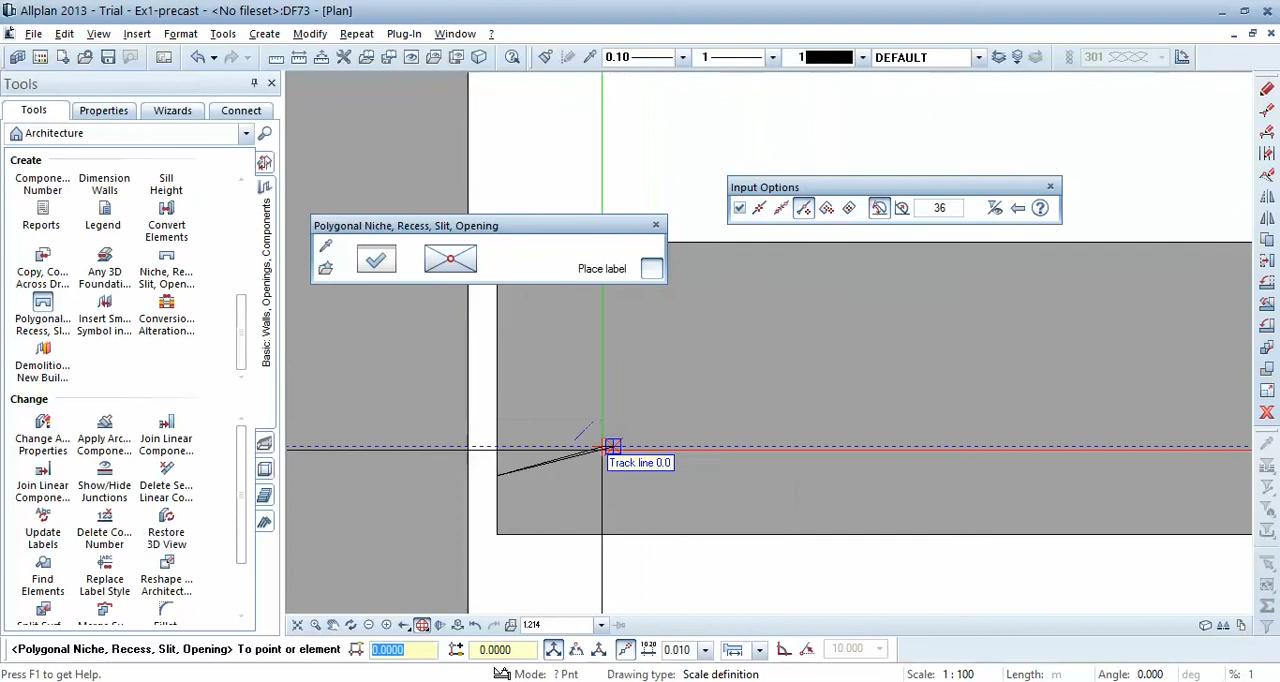 Allplan 2013 - Trial - Ex1-precast - <No fileset>:DF73 - [Plan]
File Edit View Insert Format Tools Create Modify Repeat Plug-In Window ?
0.10 1 1 DEFAULT 301
Tools
Tools Properties Wizards Connect
Architecture
Create
Compone... Dimension Sill
Number Walls Height
Reports Legend Convert
Elements
Copy, Co... Any 3D Niche, Re...
Across Dr... Foundati... Slit, Open...
Polygonal... Insert Sm... Conversio...
Recess, Sl... Symbol in... Alteration...
Demolitio...
New Buil...
Basic: Walls, Openings, Components
Change
Change A... Apply Arc... Join Linear
Properties Compone... Compone...
Join Linear Show/Hide Delete Se...
Compone... Junctions Linear Co...
Update Delete Co... Restore
Labels Number 3D View
Find Replace Reshape ...
Elements Label Style Architect...
Polygonal Niche, Recess, Slit, Opening
Place label
Input Options
36
Track line 0.0
1.214
<Polygonal Niche, Recess, Slit, Opening> To point or element 0.0000 0.0000 0.010 10.000
Press F1 to get Help. Mode: ? Pnt Drawing type: Scale definition Scale: 1 : 100 Length: m Angle: 0.000 deg %: 1